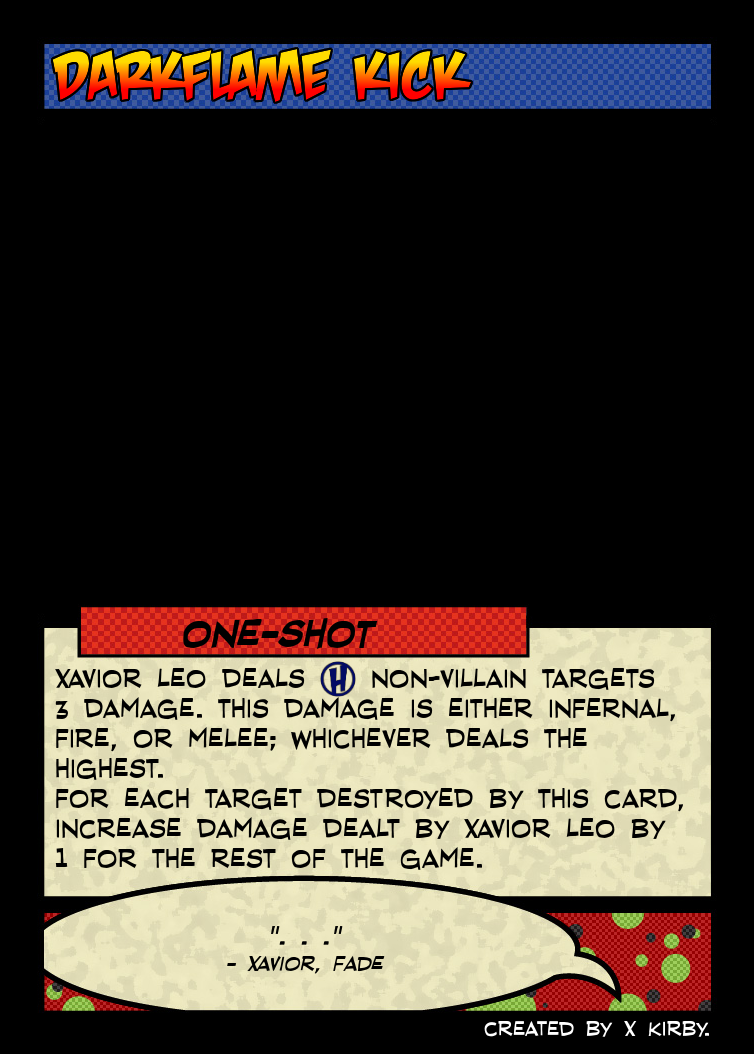 DARKFLAME KICK
ONE-SHOT
XAVIOR LEO DEALS H NON-VILLAIN TARGETS
3 DAMAGE. THIS DAMAGE IS EITHER INFERNAL,
FIRE, OR MELEE; WHICHEVER DEALS THE
HIGHEST.
FOR EACH TARGET DESTROYED BY THIS CARD,
INCREASE DAMAGE DEALT BY XAVIOR LEO BY
1 FOR THE REST OF THE GAME.
". . ."
- XAVIOR, FADE
CREATED BY X KIRBY.